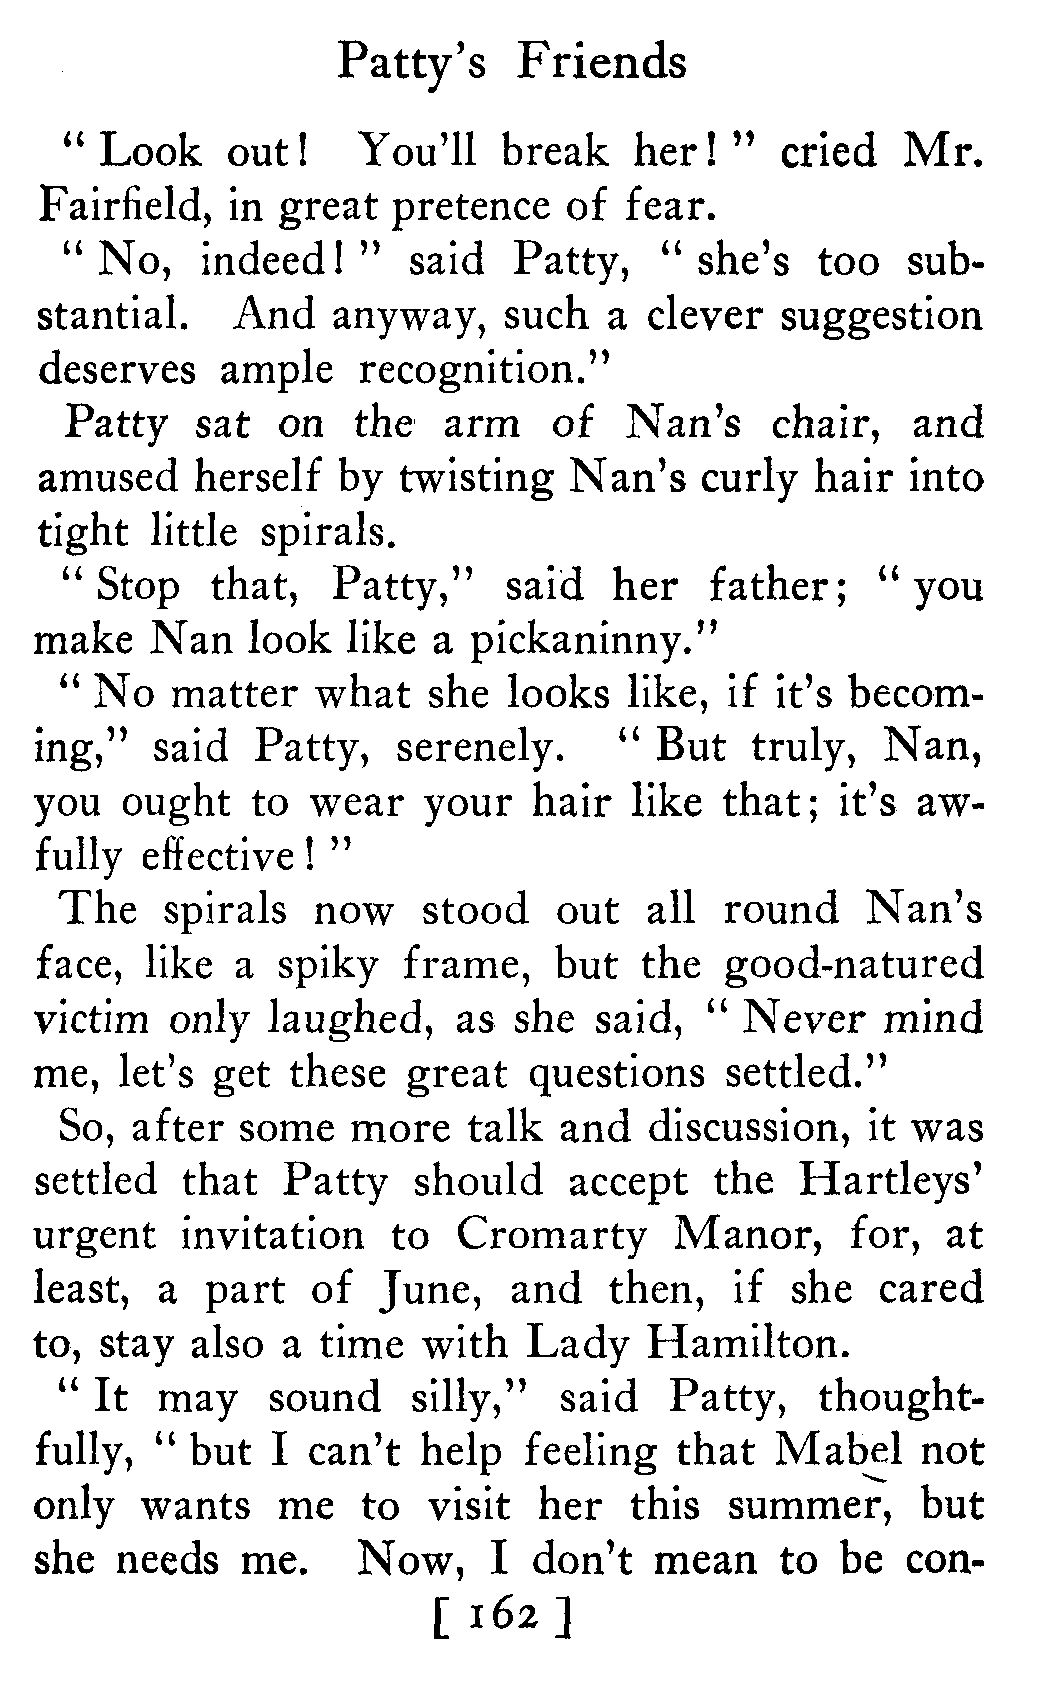 Patty's Friends
" Look out! You'll break her! " cried Mr.
Fairfield, in great pretence of fear.
" No, indeed! " said Patty, " she's too sub-
stantial. And anyway, such a clever suggestion
deserves ample recognition."
Patty sat on the arm of Nan's chair, and
amused herself by twisting Nan's curly hair into
tight little spirals.
" Stop that, Patty," said her father; " you
make Nan look like a pickaninny."
" No matter what she looks like, if it's becom-
ing," said Patty, serenely. " But truly, Nan,
you ought to wear your hair like that; it's aw-
fully effective! "
The spirals now stood out all round Nan's
face, like a spiky frame, but the good-natured
victim only laughed, as she said, " Never mind
me, let's get these great questions settled."
So, after some more talk and discussion, it was
settled that Patty should accept the Hartleys'
urgent invitation to Cromarty Manor, for, at
least, a part of June, and then, if she cared
to, stay also a time with Lady Hamilton.
" It may sound silly," said Patty, thought-
fully, " but I can't help feeling that Mabel not
only wants me to visit her this summer, but
she needs me. Now, I don't mean to be con-
[ 162 ]